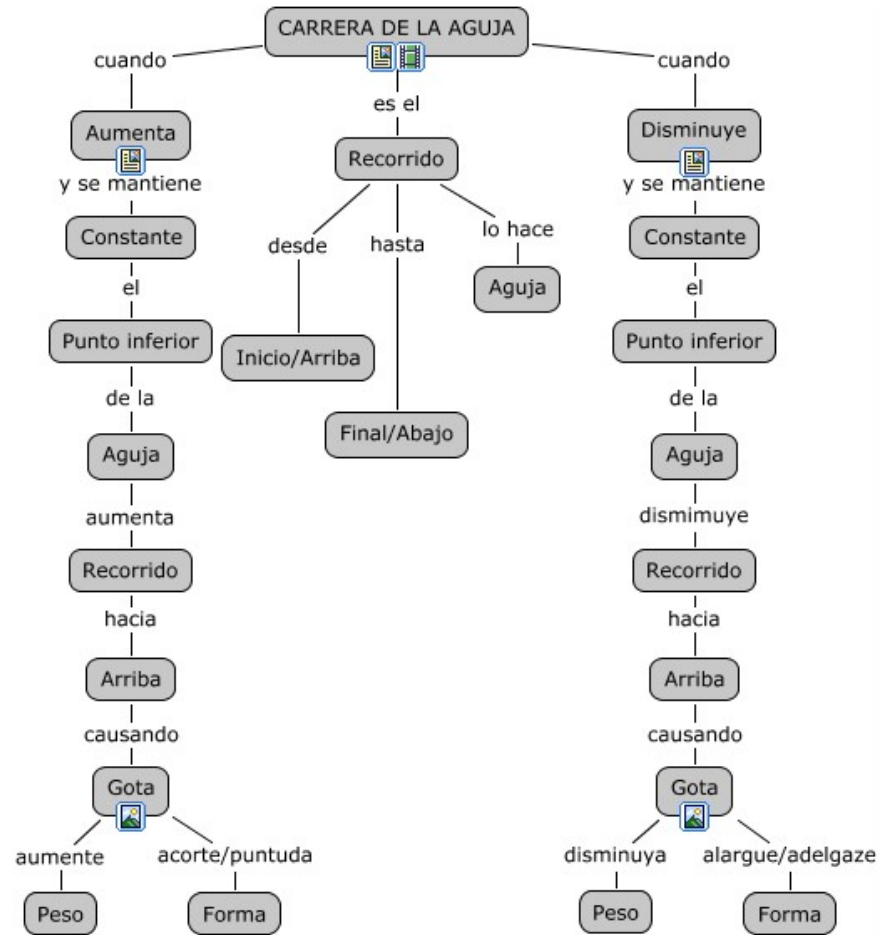 CARRERA DE LA AGUJA
cuando
es el
cuando
Aumenta
Recorrido
Disminuye
y se mantiene
y se mantiene
desde
hasta
lo hace
Constante
Constante
Aguja
el
el
Punto inferior
Inicio/Arriba
Punto inferior
de la
de la
Final/Abajo
Aguja
Aguja
aumenta
dismimuye
Recorrido
Recorrido
hacia
hacia
Arriba
Arriba
causando
causando
Gota
Gota
aumente
acorte/puntuda
disminuya
alargue/adelgaze
Peso
Forma
Peso
Forma